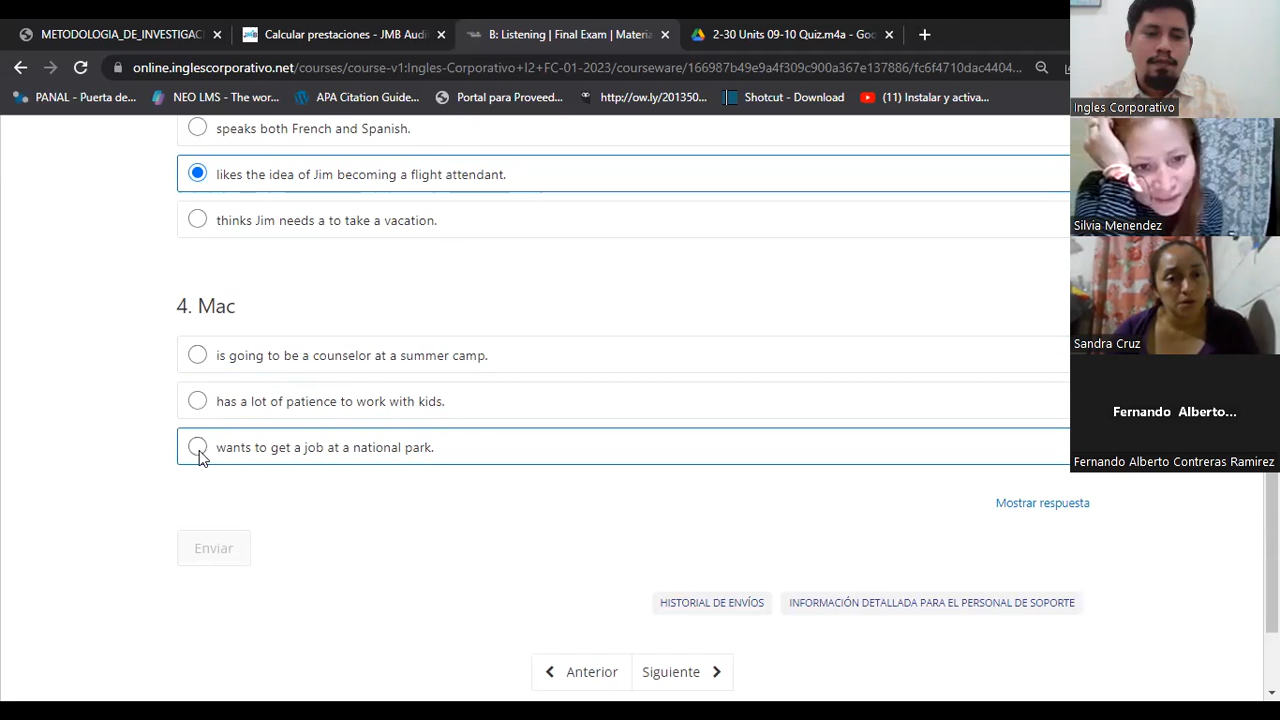 METODOLOGIA_DE_INVESTIGAC
Calcular prestaciones - JMB Audi
B: Listening | Final Exam | Materia
2-30 Units 09-10 Quiz.m4a - Goo
online.inglescorporativo.net/courses/course-v1:Ingles-Corporativo+I2+FC-01-2023/courseware/166987b49e9a4f309c900a367e137886/fc6f4710dac4404...
PANAL - Puerta de...
NEO LMS - The wor...
APA Citation Guide...
Portal para Proveed...
http://ow.ly/201350...
Shotcut - Download
(11) Instalar y activa...
Ingles Corporativo
speaks both French and Spanish.
likes the idea of Jim becoming a flight attendant.
thinks Jim needs a to take a vacation.
Silvia Menendez
4. Mac
is going to be a counselor at a summer camp.
has a lot of patience to work with kids.
wants to get a job at a national park.
Sandra Cruz
Fernando Alberto...
Fernando Alberto Contreras Ramirez
Mostrar respuesta
Enviar
HISTORIAL DE ENVÍOS
INFORMACIÓN DETALLADA PARA EL PERSONAL DE SOPORTE
Anterior
Siguiente